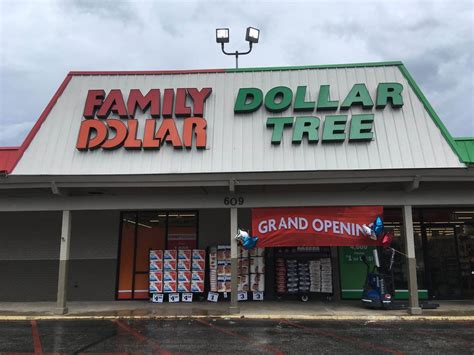 FAMILY
DOLLAR
DOLLAR
TREE
609
GRAND OPENING